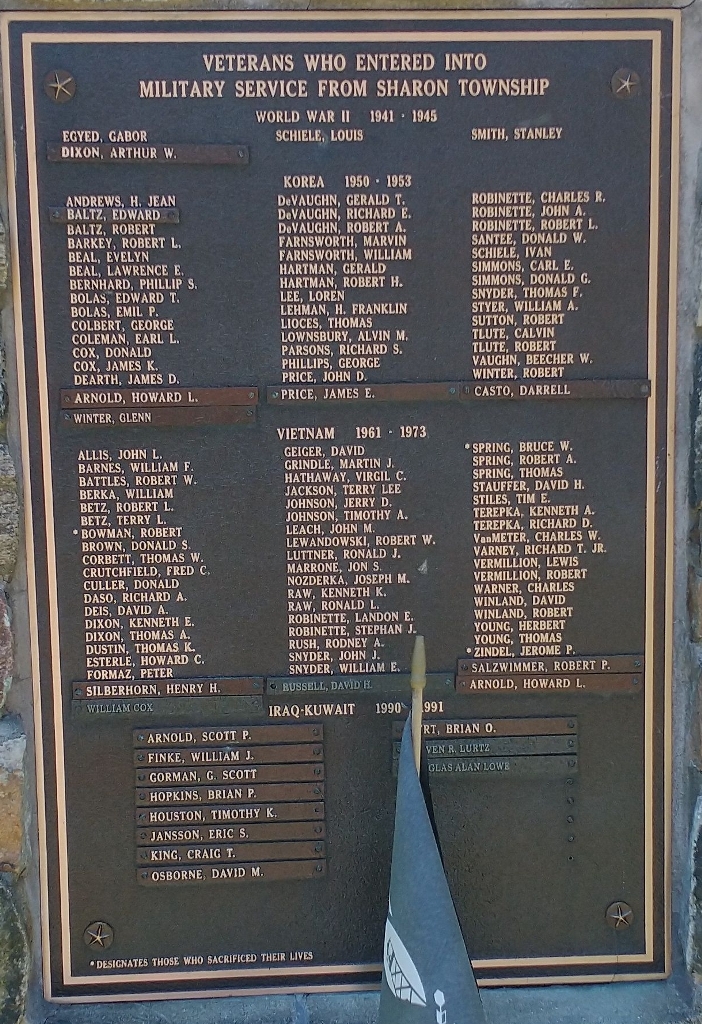 VETERANS WHO ENTERED INTO
MILITARY SERVICE FROM SHARON TOWNSHIP
WORLD WAR II 1941 - 1945
EGYED, GABOR
DIXON, ARTHUR W.
SCHIELE, LOUIS
SMITH, STANLEY
KOREA 1950 - 1953
ANDREWS, H. JEAN
BALTZ, EDWARD
BALTZ, ROBERT
BARKEY, ROBERT L.
BEAL, EVELYN
BEAL, LAWRENCE E.
BERNHARD, PHILLIP S.
BOLAS, EDWARD T.
BOLAS, EMIL P.
COLBERT, GEORGE
COLEMAN, EARL L.
COX, DONALD
COX, JAMES K.
DEARTH, JAMES D.
ARNOLD, HOWARD L.
WINTER, GLENN
DeVAUGHN, GERALD T.
DeVAUGHN, RICHARD E.
DeVAUGHN, ROBERT A.
FARNSWORTH, MARVIN
FARNSWORTH, WILLIAM
HARTMAN, GERALD
HARTMAN, ROBERT H.
LEE, LOREN
LEHMAN, H. FRANKLIN
LIOCES, THOMAS
LOWNSBURY, ALVIN M.
PARSONS, RICHARD S.
PHILLIPS, GEORGE
PRICE, JOHN D.
PRICE, JAMES E.
ROBINETTE, CHARLES R.
ROBINETTE, JOHN A.
ROBINETTE, ROBERT L.
SANTEE, DONALD W.
SCHIELE, IVAN
SIMMONS, CARL E.
SIMMONS, DONALD G.
SNYDER, THOMAS F.
STYER, WILLIAM A.
SUTTON, ROBERT
TLUTE, CALVIN
TLUTE, ROBERT
VAUGHN, BEECHER W.
WINTER, ROBERT
CASTO, DARRELL
VIETNAM 1961 - 1973
ALLIS, JOHN L.
BARNES, WILLIAM F.
BATTLES, ROBERT W.
BERKA, WILLIAM
BETZ, ROBERT L.
BETZ, TERRY L.
* BOWMAN, ROBERT
BROWN, DONALD S.
CORBETT, THOMAS W.
CRUTCHFIELD, FRED C.
CULLER, DONALD
DASO, RICHARD A.
DEIS, DAVID A.
DIXON, KENNETH E.
DIXON, THOMAS A.
DUSTIN, THOMAS K.
ESTERLE, HOWARD C.
FORMAZ, PETER
SILBERHORN, HENRY H.
WILLIAM COX
GEIGER, DAVID
GRINDLE, MARTIN J.
HATHAWAY, VIRGIL C.
JACKSON, TERRY LEE
JOHNSON, JERRY D.
JOHNSON, TIMOTHY A.
LEACH, JOHN M.
LEWANDOWSKI, ROBERT W.
LUTTNER, RONALD J.
MARRONE, JON S.
NOZDERKA, JOSEPH M.
RAW, KENNETH K.
RAW, RONALD L.
ROBINETTE, LANDON E.
ROBINETTE, STEPHAN J.
RUSH, RODNEY A.
SNYDER, JOHN J.
SNYDER, WILLIAM E.
RUSSELL, DAVID H.
* SPRING, BRUCE W.
SPRING, ROBERT A.
SPRING, THOMAS
STAUFFER, DAVID H.
STILES, TIM E.
TEREPKA, KENNETH A.
TEREPKA, RICHARD D.
VanMETER, CHARLES W.
VARNEY, RICHARD T. JR.
VERMILLION, LEWIS
VERMILLION, ROBERT
WARNER, CHARLES
WINLAND, DAVID
WINLAND, ROBERT
YOUNG, HERBERT
YOUNG, THOMAS
* ZINDEL, JEROME P.
SALZWIMMER, ROBERT P.
ARNOLD, HOWARD L.
IRAQ-KUWAIT 1990 1991
ARNOLD, SCOTT P.
FINKE, WILLIAM J.
GORMAN, G. SCOTT
HOPKINS, BRIAN P.
HOUSTON, TIMOTHY K.
JANSSON, ERIC S.
KING, CRAIG T.
OSBORNE, DAVID M.
RT, BRIAN O.
VEN R. LURTZ
GLAS ALAN LOWE
* DESIGNATES THOSE WHO SACRIFICED THEIR LIVES